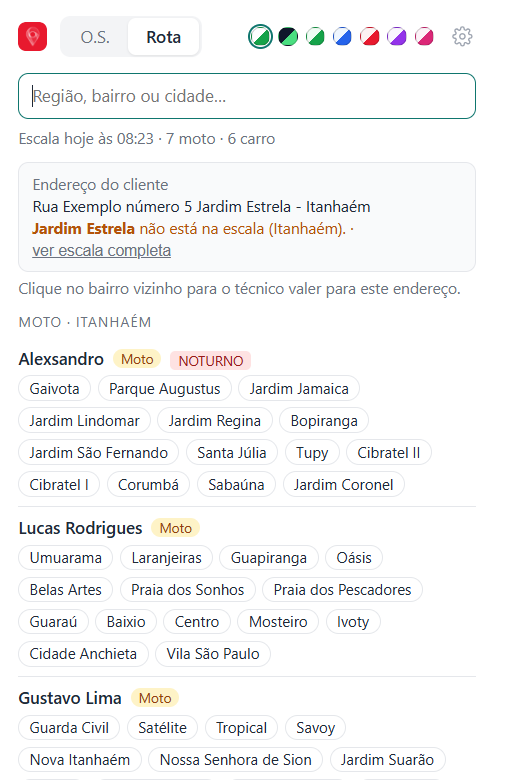 O.S. Rota
Região, bairro ou cidade...
Escala hoje às 08:23 · 7 moto · 6 carro
Endereço do cliente
Rua Exemplo número 5 Jardim Estrela - Itanhaém
Jardim Estrela não está na escala (Itanhaém). ·
ver escala completa
Clique no bairro vizinho para o técnico valer para este endereço.
MOTO · ITANHAÉM
Alexsandro Moto NOTURNO
Gaivota Parque Augustus Jardim Jamaica
Jardim Lindomar Jardim Regina Bopiranga
Jardim São Fernando Santa Júlia Tupy Cibratel II
Cibratel I Corumbá Sabaúna Jardim Coronel
Lucas Rodrigues Moto
Umuarama Laranjeiras Guapiranga Oásis
Belas Artes Praia dos Sonhos Praia dos Pescadores
Guaraú Baixio Centro Mosteiro Ivoty
Cidade Anchieta Vila São Paulo
Gustavo Lima Moto
Guarda Civil Satélite Tropical Savoy
Nova Itanhaém Nossa Senhora de Sion Jardim Suarão